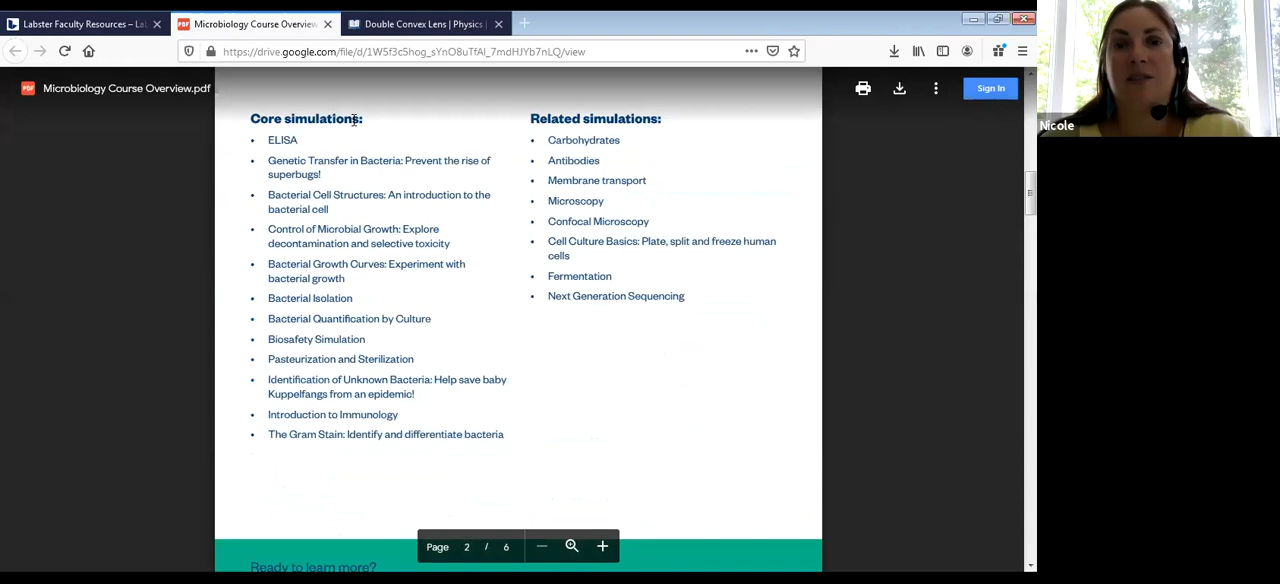 Labster Faculty Resources – La
Microbiology Course Overview
Double Convex Lens | Physics
https://drive.google.com/file/d/1W5f3c5hog_sYnO8uTfAl_7mdHJYb7nLQ/view
Microbiology Course Overview.pdf
Sign In
Nicole
Core simulations:
ELISA
Genetic Transfer in Bacteria: Prevent the rise of
superbugs!
Bacterial Cell Structures: An introduction to the
bacterial cell
Control of Microbial Growth: Explore
decontamination and selective toxicity
Bacterial Growth Curves: Experiment with
bacterial growth
Bacterial Isolation
Bacterial Quantification by Culture
Biosafety Simulation
Pasteurization and Sterilization
Identification of Unknown Bacteria: Help save baby
Kuppelfangs from an epidemic!
Introduction to Immunology
The Gram Stain: Identify and differentiate bacteria
Related simulations:
Carbohydrates
Antibodies
Membrane transport
Microscopy
Confocal Microscopy
Cell Culture Basics: Plate, split and freeze human
cells
Fermentation
Next Generation Sequencing
Page 2 / 6
Ready to learn more?